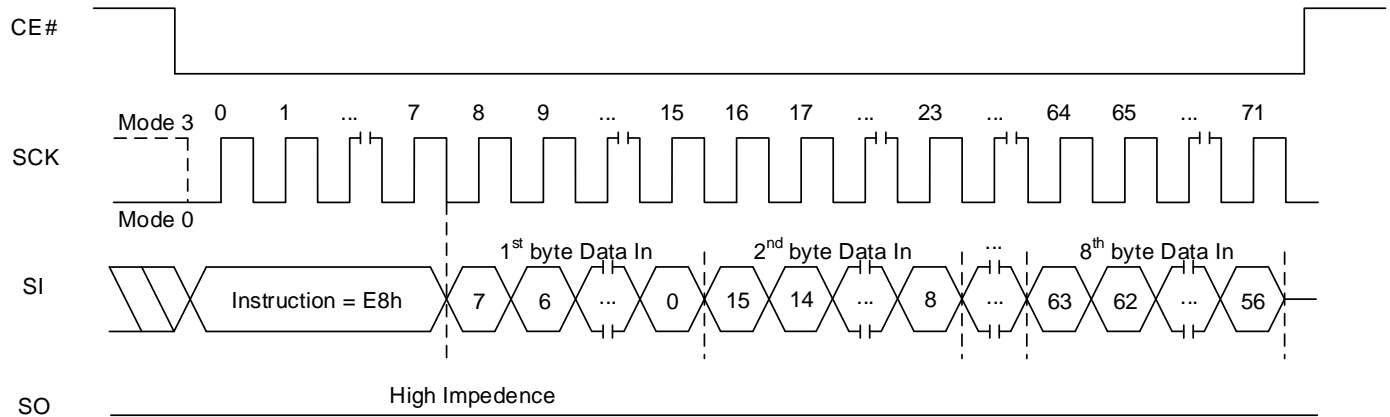 CE#
0 1 ... 7 8 9 ... 15 16 17 ... 23 ... 64 65 ... 71
Mode 3
SCK
Mode 0
1st byte Data In 2nd byte Data In ... 8th byte Data In
SI
Instruction = E8h 7 6 ... 0 15 14 ... 8 ... 63 62 ... 56
High Impedence
SO